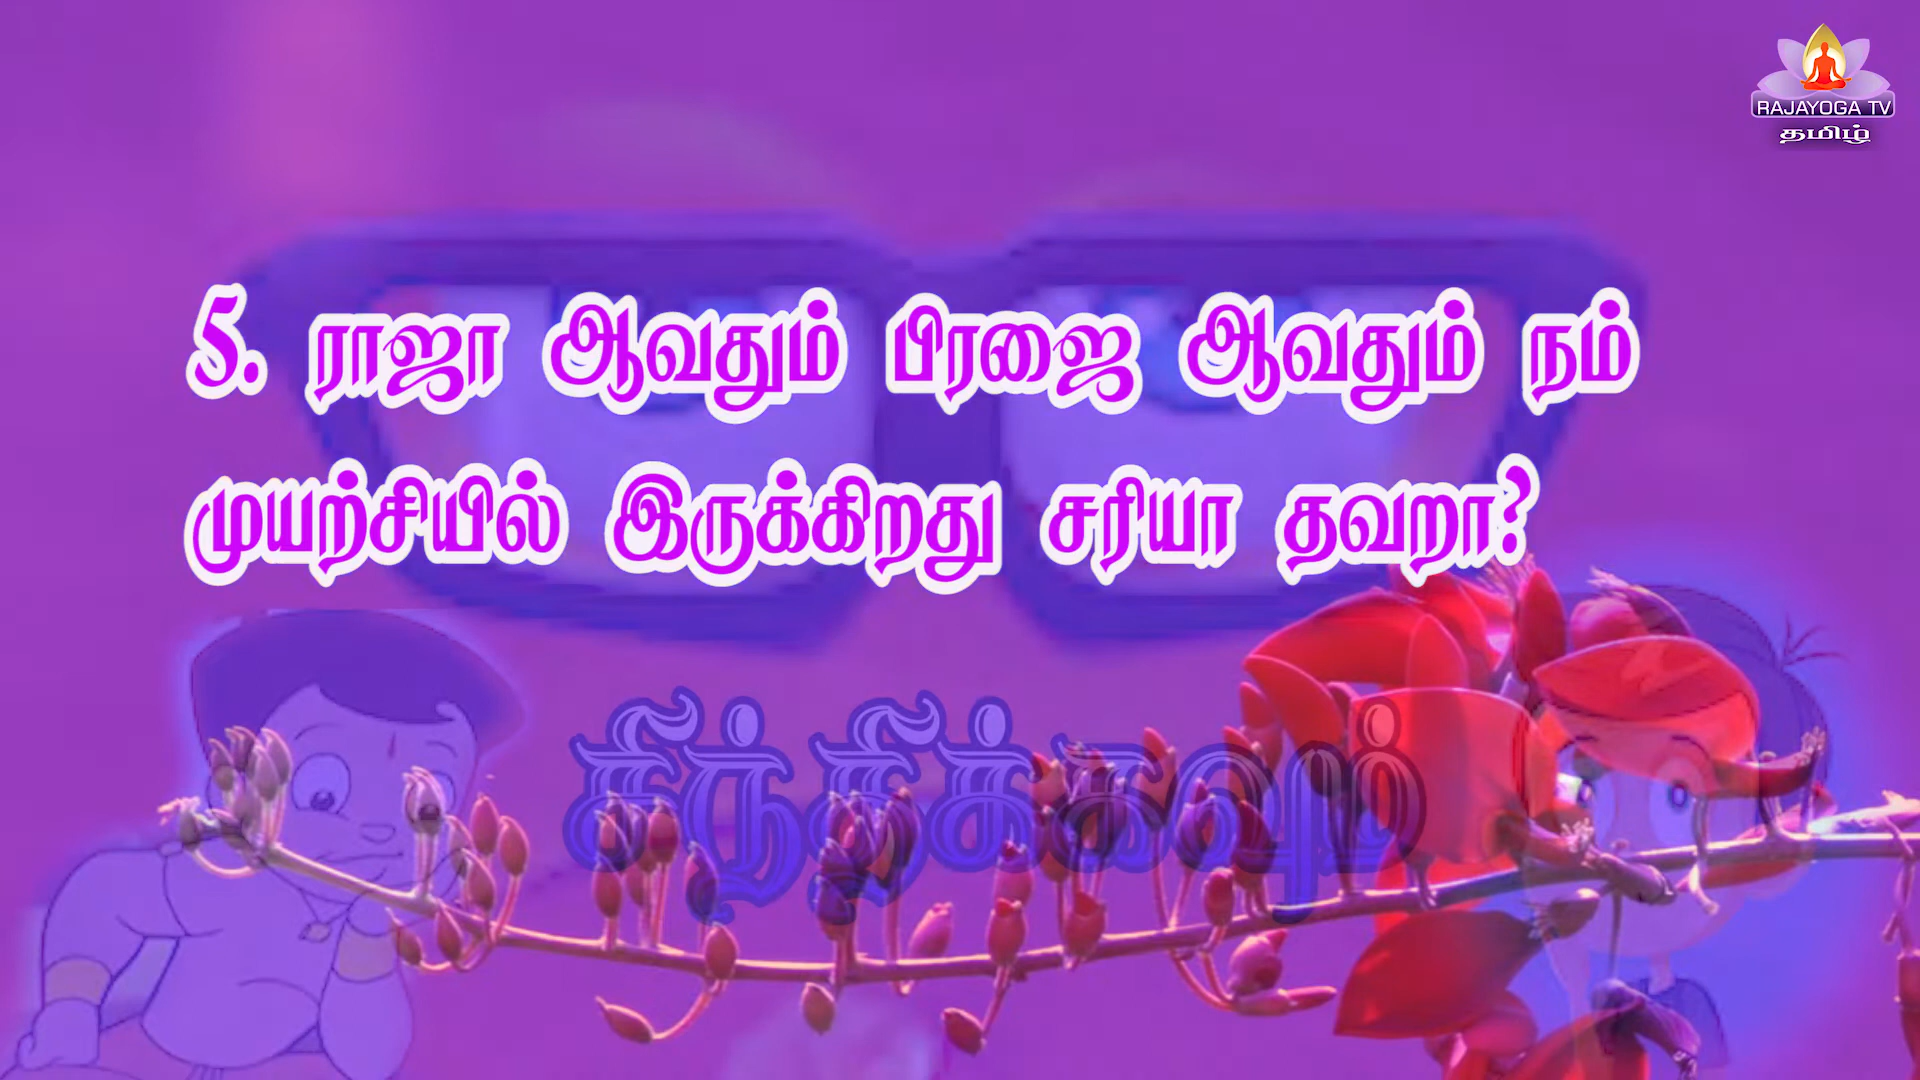 RAJAYOGA TV
தமிழ்
5. ராஜா ஆவதும் பிரஜை ஆவதும் நம்
முயற்சியில் இருக்கிறது சரியா தவறா?
சிந்திக்கவும்